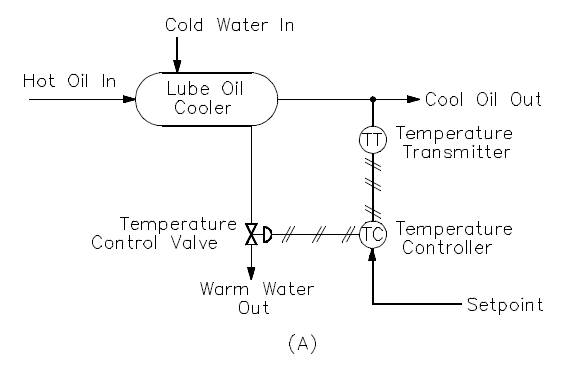 Cold Water In
Hot Oil In
Lube Oil
Cooler
Cool Oil Out
TT
Temperature
Transmitter
Temperature
Control Valve
TC
Temperature
Controller
Warm Water
Out
Setpoint
(A)